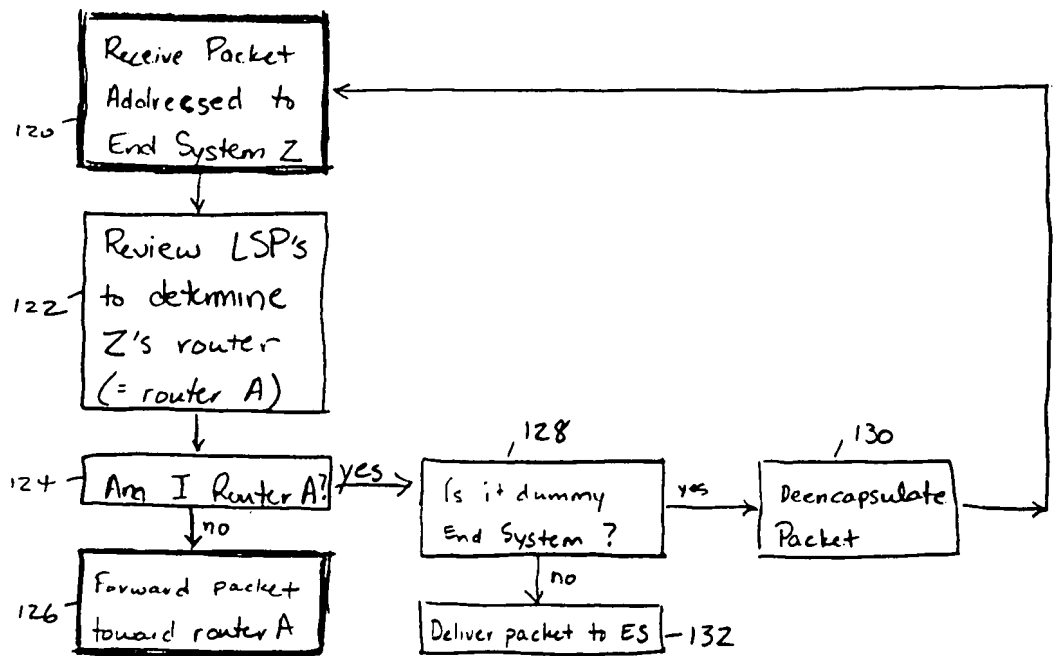 Receive Packet
Addressed to
End System Z
120
Review LSP's
to determine
Z's router
(= router A)
122
Am I Router A?
124
yes
no
Forward packet
toward router A
126
128
Is it dummy
End System ?
yes
no
130
Deencapsulate
Packet
Deliver packet to ES
132